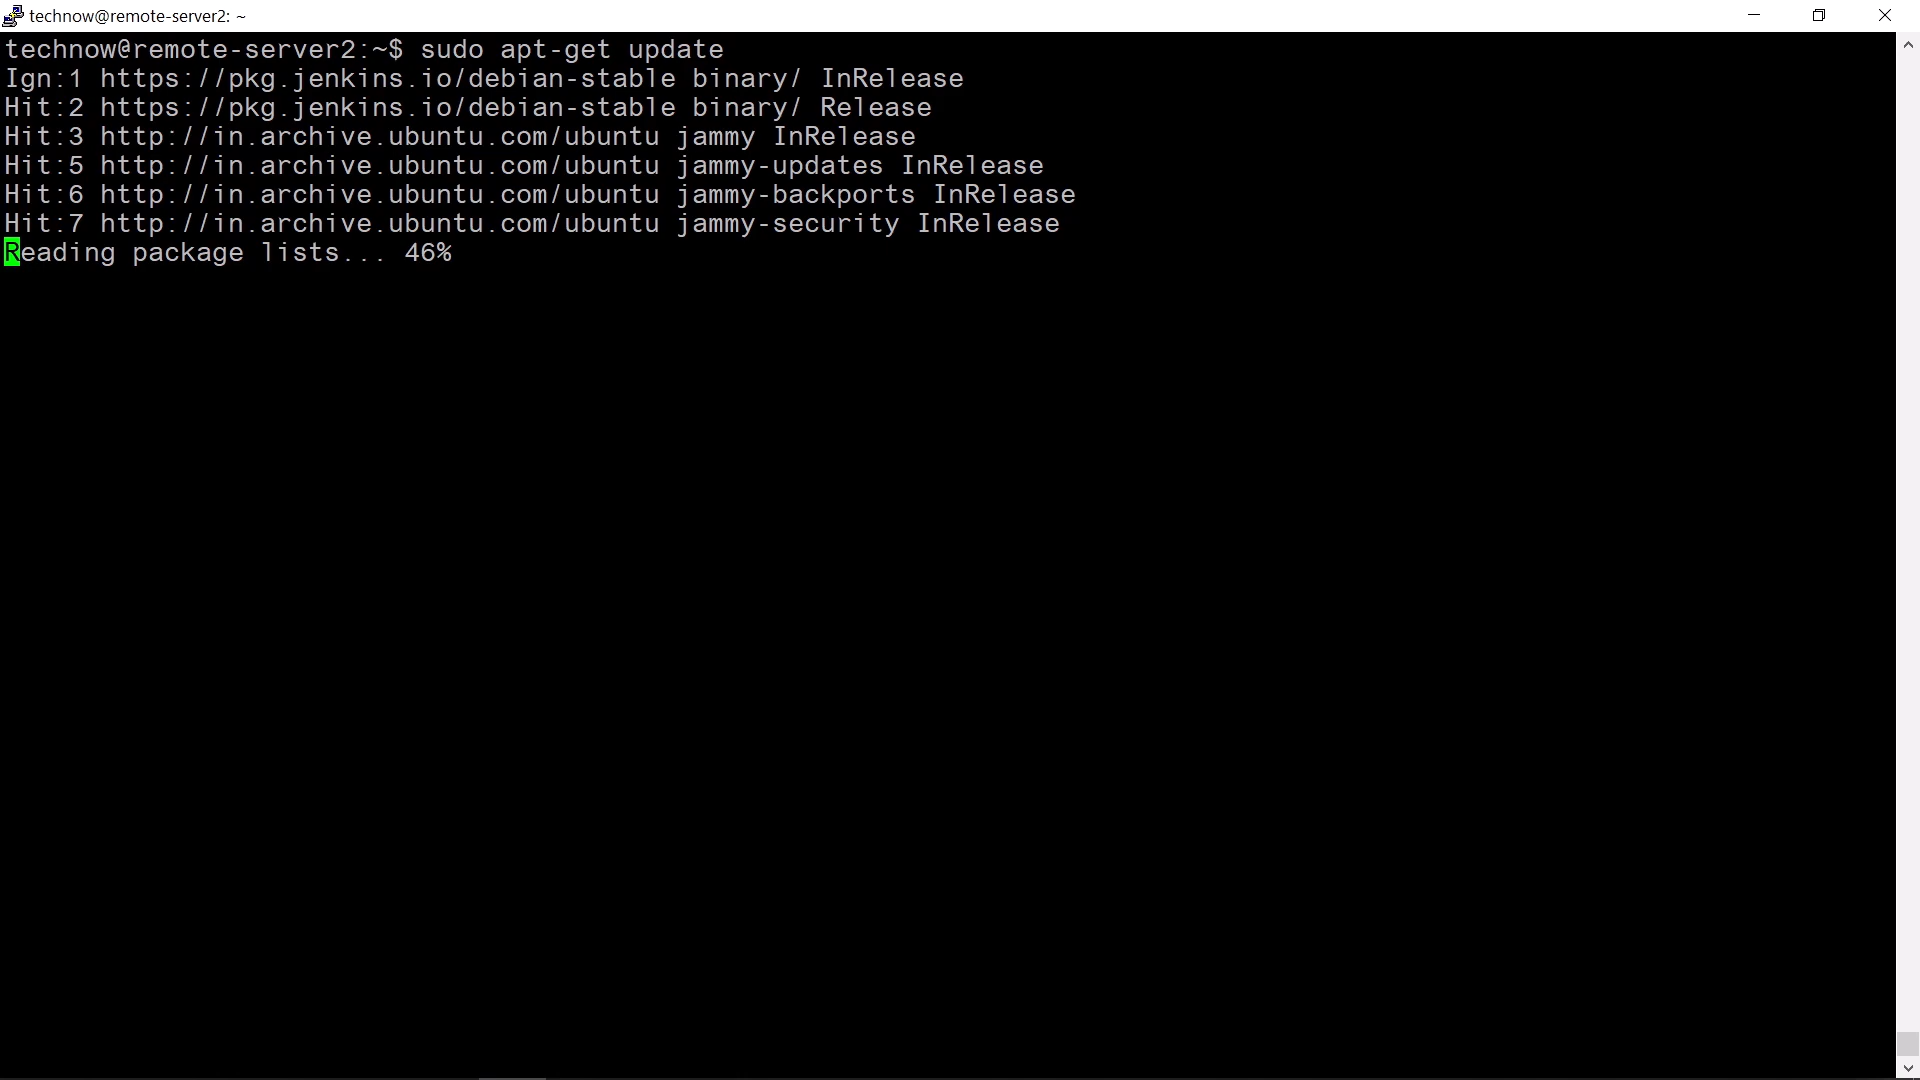 technow@remote-server2: ~
technow@remote-server2:~$ sudo apt-get update
Ign:1 https://pkg.jenkins.io/debian-stable binary/ InRelease
Hit:2 https://pkg.jenkins.io/debian-stable binary/ Release
Hit:3 http://in.archive.ubuntu.com/ubuntu jammy InRelease
Hit:5 http://in.archive.ubuntu.com/ubuntu jammy-updates InRelease
Hit:6 http://in.archive.ubuntu.com/ubuntu jammy-backports InRelease
Hit:7 http://in.archive.ubuntu.com/ubuntu jammy-security InRelease
Reading package lists... 46%